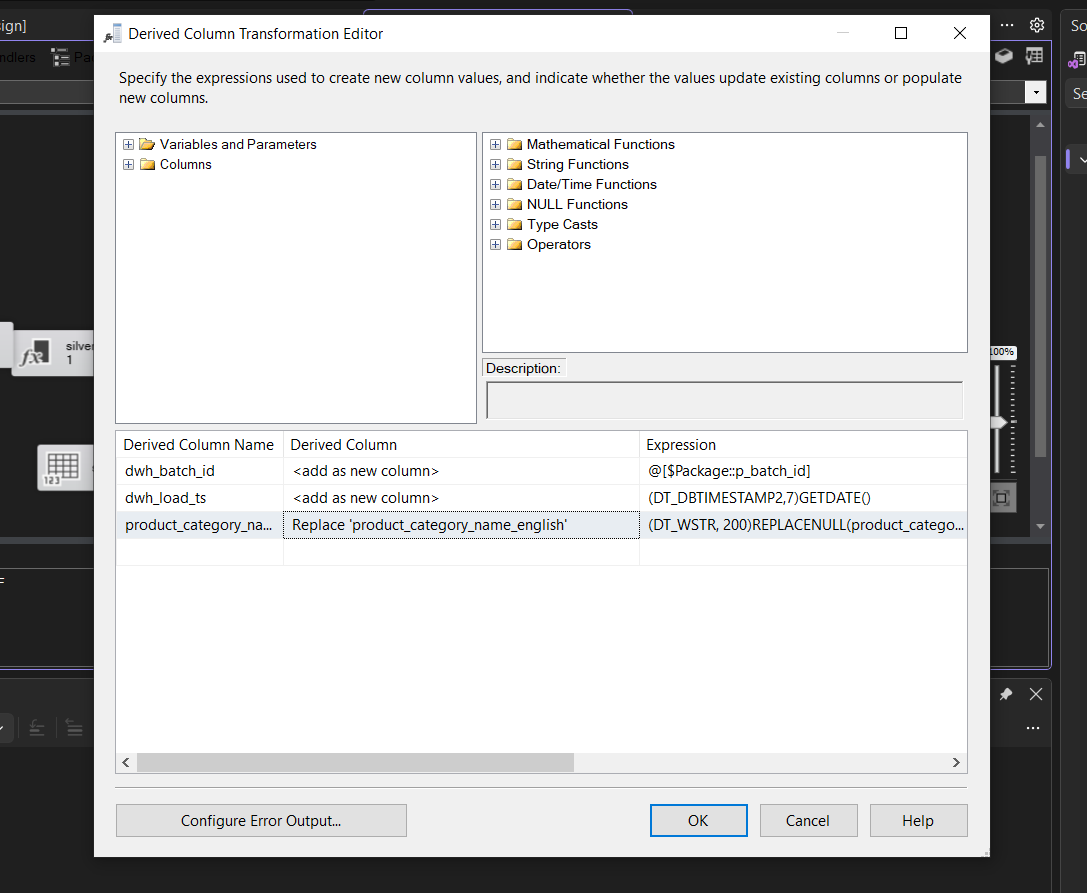 sign]
Derived Column Transformation Editor
So
ndlers
Pa
Specify the expressions used to create new column values, and indicate whether the values update existing columns or populate
new columns.
Se
Variables and Parameters
Columns
Mathematical Functions
String Functions
Date/Time Functions
NULL Functions
Type Casts
Operators
silver
1
100%
Description:
123
Derived Column Name Derived Column Expression
dwh_batch_id <add as new column> @[$Package::p_batch_id]
dwh_load_ts <add as new column> (DT_DBTIMESTAMP2,7)GETDATE()
product_category_na... Replace 'product_category_name_english' (DT_WSTR, 200)REPLACENULL(product_catego...
Configure Error Output...
OK
Cancel
Help